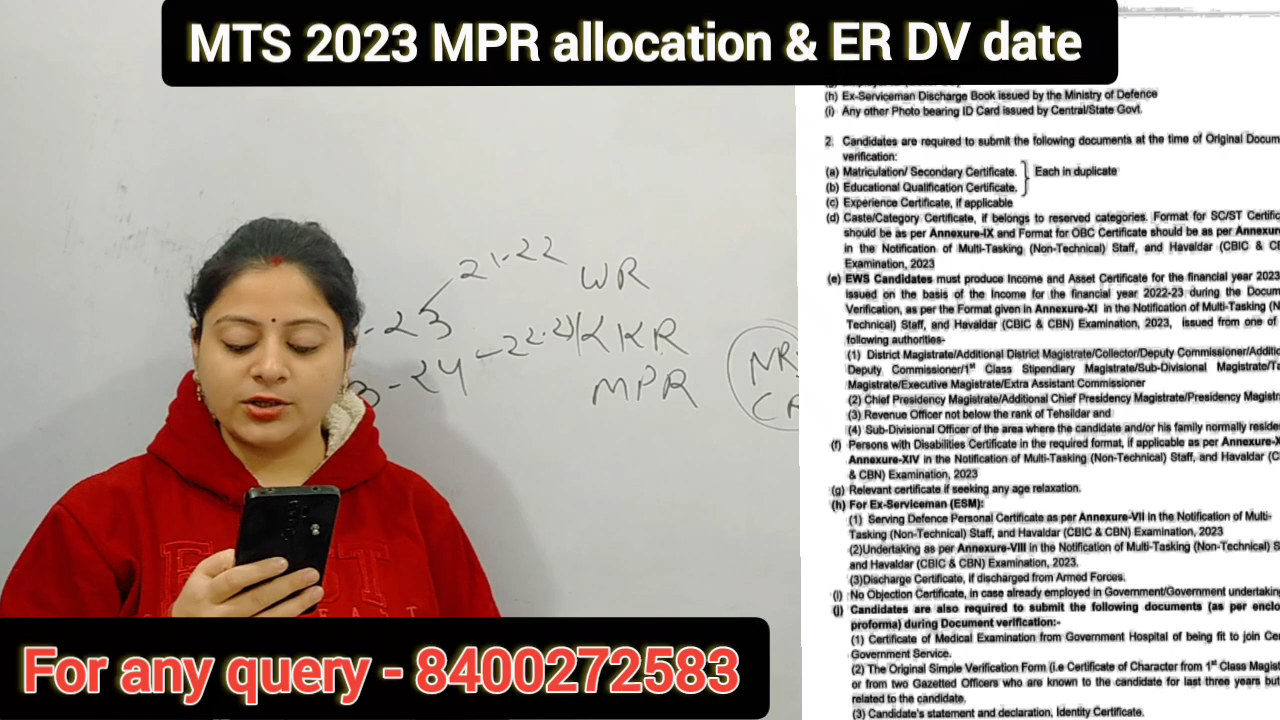 MTS 2023 MPR allocation & ER DV date
21-22
WR
-23
22-23
KKR
-24
MPR
For any query - 8400272583
(h) Ex-Serviceman Discharge Book issued by the Ministry of Defence
(i) Any other Photo bearing ID Card issued by Central/State Govt.
2. Candidates are required to submit the following documents at the time of Original Docum
verification:
(a) Matriculation/ Secondary Certificate.
Each in duplicate
(b) Educational Qualification Certificate.
(c) Experience Certificate, if applicable
(d) Caste/Category Certificate, if belongs to reserved categories. Format for SC/ST Certific
should be as per Annexure-IX and Format for OBC Certificate should be as per Annexur
in the Notification of Multi-Tasking (Non-Technical) Staff, and Havaldar (CBIC & CB
Examination, 2023
(e) EWS Candidates must produce Income and Asset Certificate for the financial year 2023
issued on the basis of the Income for the financial year 2022-23 during the Docum
Verification, as per the Format given in Annexure-XI in the Notification of Multi-Tasking (N
Technical) Staff, and Havaldar (CBIC & CBN) Examination, 2023, issued from one of
following authorities-
(1) District Magistrate/Additional District Magistrate/Collector/Deputy Commissioner/Additio
Deputy Commissioner/1st Class Stipendiary Magistrate/Sub-Divisional Magistrate/Ta
Magistrate/Executive Magistrate/Extra Assistant Commissioner
(2) Chief Presidency Magistrate/Additional Chief Presidency Magistrate/Presidency Magistr
(3) Revenue Officer not below the rank of Tehsildar and
(4) Sub-Divisional Officer of the area where the candidate and/or his family normally reside
(f) Persons with Disabilities Certificate in the required format, if applicable as per Annexure-X
Annexure-XIV in the Notification of Multi-Tasking (Non-Technical) Staff, and Havaldar (C
& CBN) Examination, 2023
(g) Relevant certificate if seeking any age relaxation.
(h) For Ex-Serviceman (ESM):
(1) Serving Defence Personal Certificate as per Annexure-VII in the Notification of Multi-
Tasking (Non-Technical) Staff, and Havaldar (CBIC & CBN) Examination, 2023
(2)Undertaking as per Annexure-VIII in the Notification of Multi-Tasking (Non-Technical) S
and Havaldar (CBIC & CBN) Examination, 2023.
(3)Discharge Certificate, if discharged from Armed Forces.
(i) No Objection Certificate, in case already employed in Government/Government undertakin
(j) Candidates are also required to submit the following documents (as per enclo
proforma) during Document verification:-
(1) Certificate of Medical Examination from Government Hospital of being fit to join Cen
Government Service.
(2) The Original Simple Verification Form (i.e Certificate of Character from 1st Class Magist
or from two Gazetted Officers who are known to the candidate for last three years but
related to the candidate.
(3) Candidate's statement and declaration, Identity Certificate.